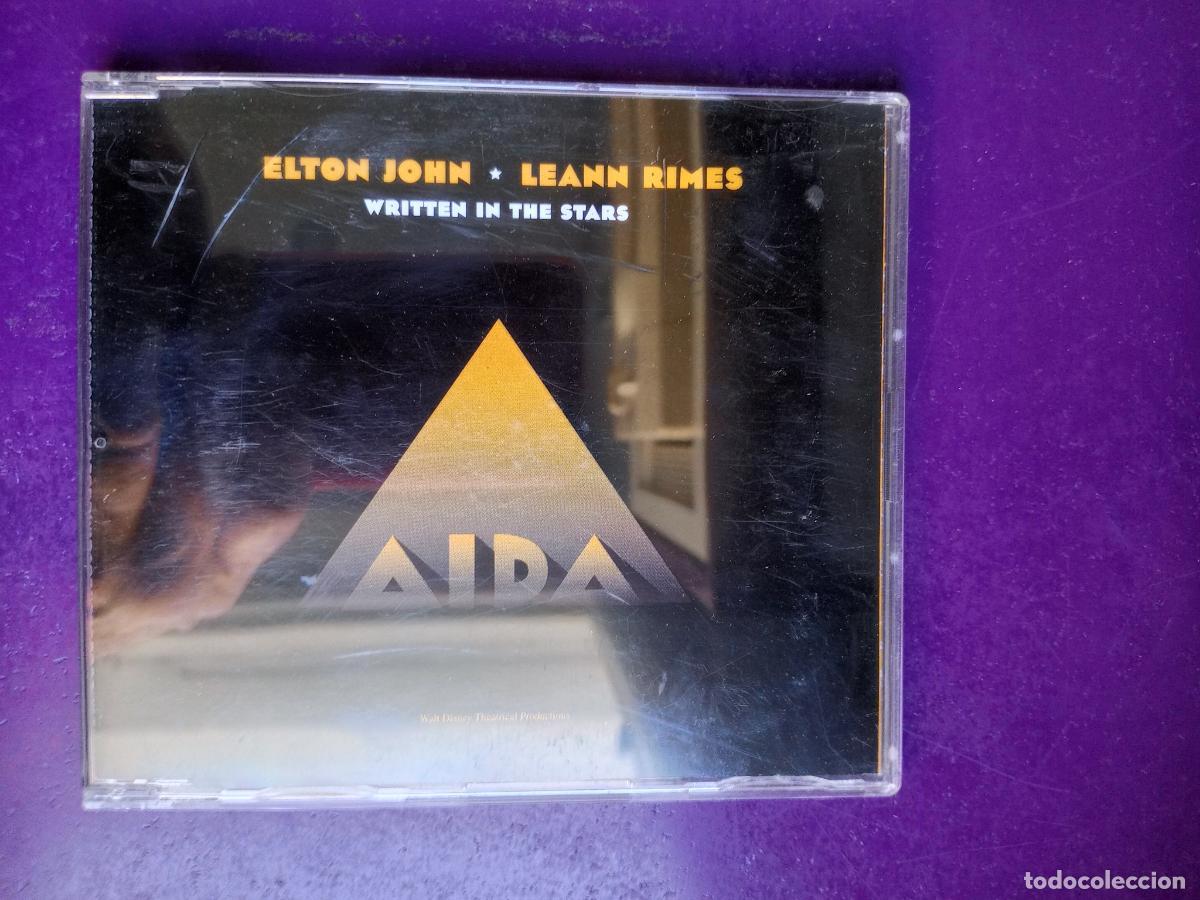 ELTON JOHN ★ LEANN RIMES
WRITTEN IN THE STARS
AIDA
Walt Disney Theatrical Productions
todocoleccion